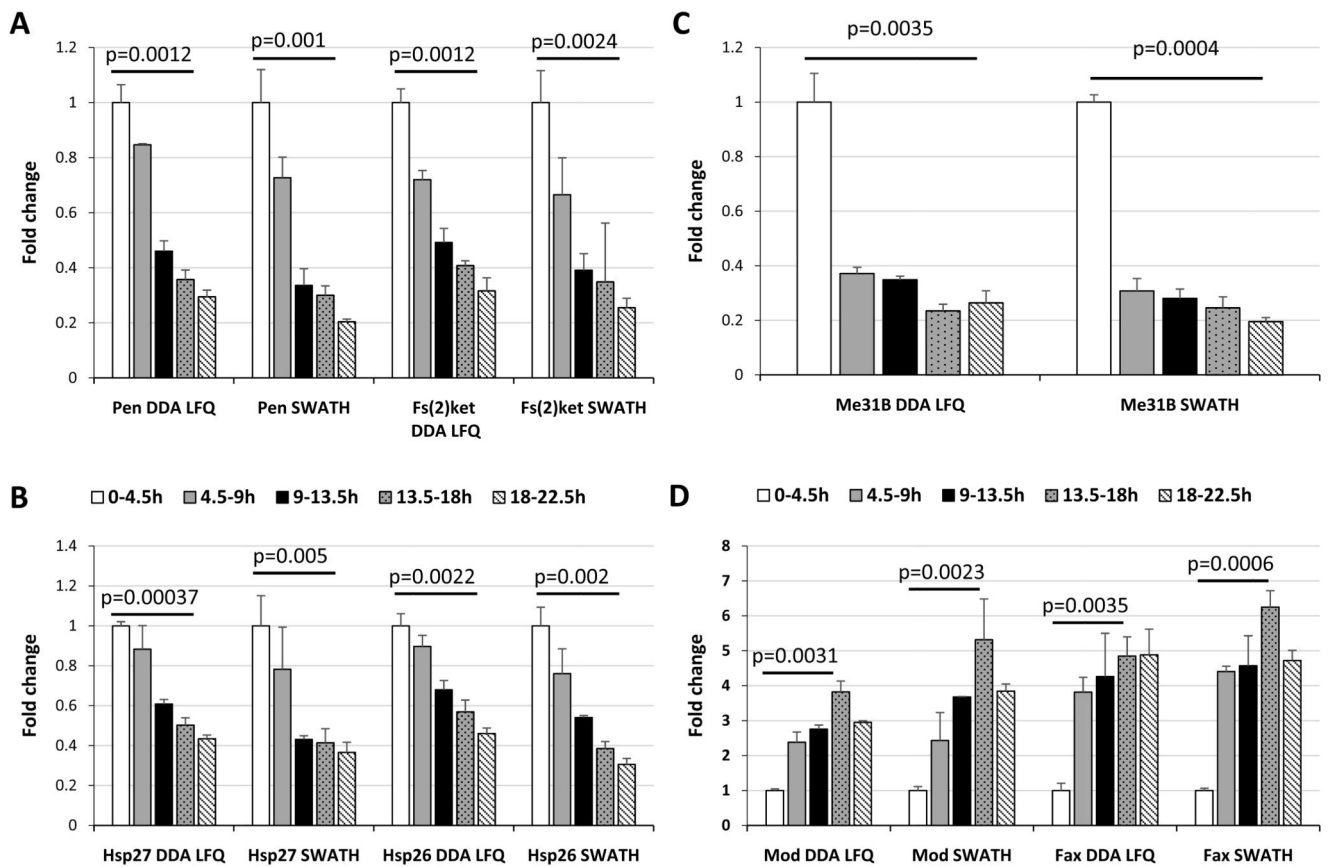 A
p=0.0012
p=0.001
p=0.0012
p=0.0024
1.2
1
0.8
0.6
0.4
0.2
0
Fold change
Pen DDA LFQ
Pen SWATH
Fs(2)ket
DDA LFQ
Fs(2)ket SWATH
C
p=0.0035
p=0.0004
1.2
1
0.8
0.6
0.4
0.2
0
Fold change
Me31B DDA LFQ
Me31B SWATH
B
0-4.5h 4.5-9h 9-13.5h 13.5-18h 18-22.5h
p=0.00037
p=0.005
p=0.0022
p=0.002
1.4
1.2
1
0.8
0.6
0.4
0.2
0
Fold change
Hsp27 DDA LFQ
Hsp27 SWATH
Hsp26 DDA LFQ
Hsp26 SWATH
D
0-4.5h 4.5-9h 9-13.5h 13.5-18h 18-22.5h
p=0.0031
p=0.0023
p=0.0035
p=0.0006
8
7
6
5
4
3
2
1
0
Fold change
Mod DDA LFQ
Mod SWATH
Fax DDA LFQ
Fax SWATH